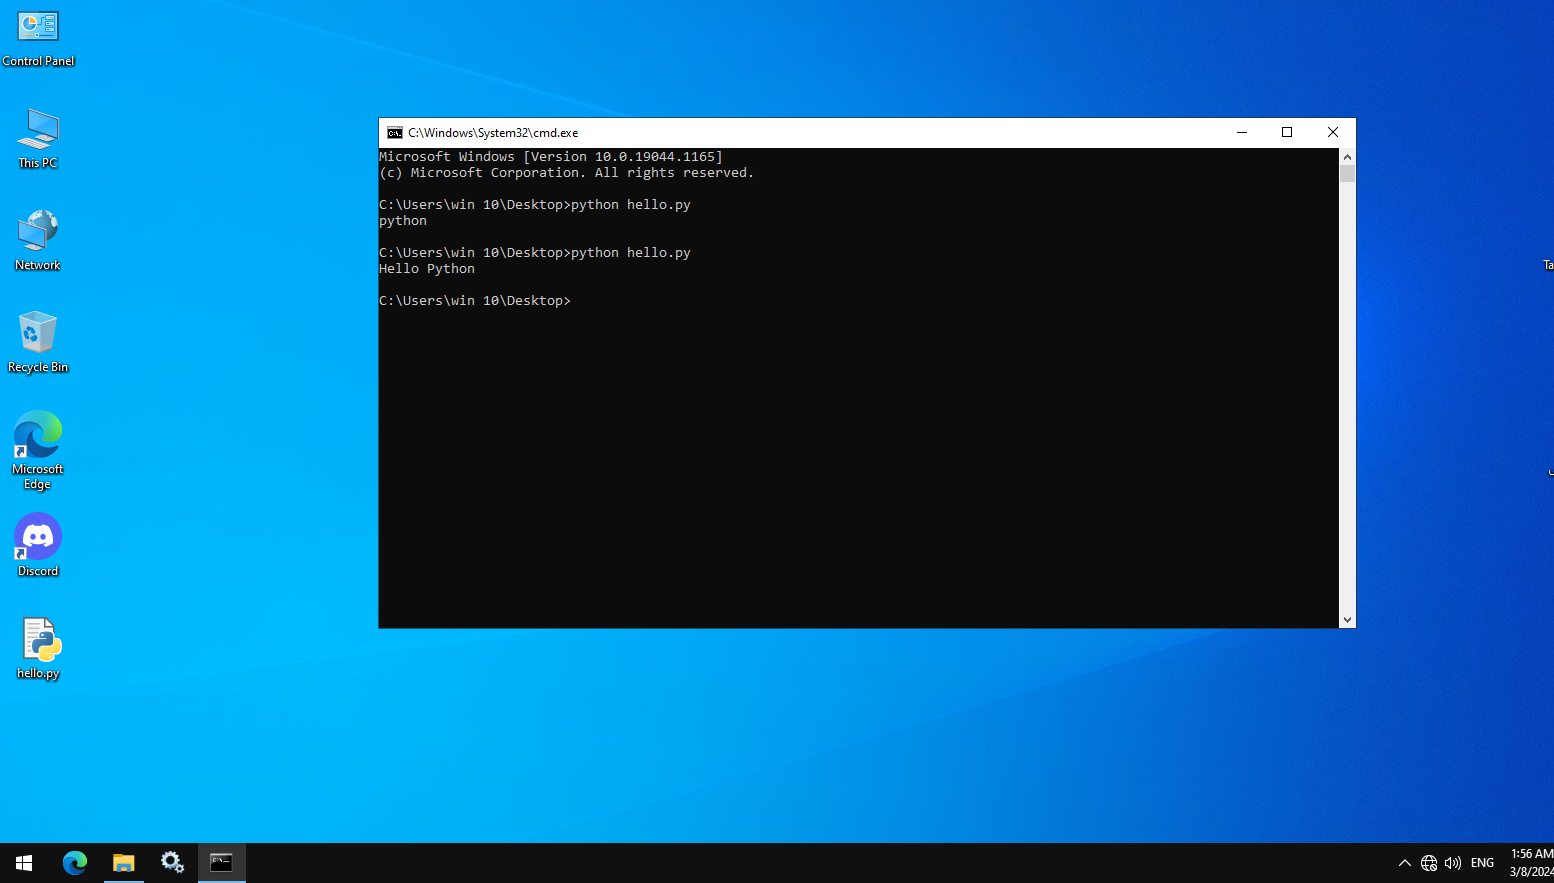 Control Panel
This PC
Network
Recycle Bin
Microsoft
Edge
Discord
hello.py
C:\Windows\System32\cmd.exe
Microsoft Windows [Version 10.0.19044.1165]
(c) Microsoft Corporation. All rights reserved.
C:\Users\win 10\Desktop>python hello.py
python
C:\Users\win 10\Desktop>python hello.py
Hello Python
C:\Users\win 10\Desktop>
Ta
ENG
1:56 AM
3/8/2024